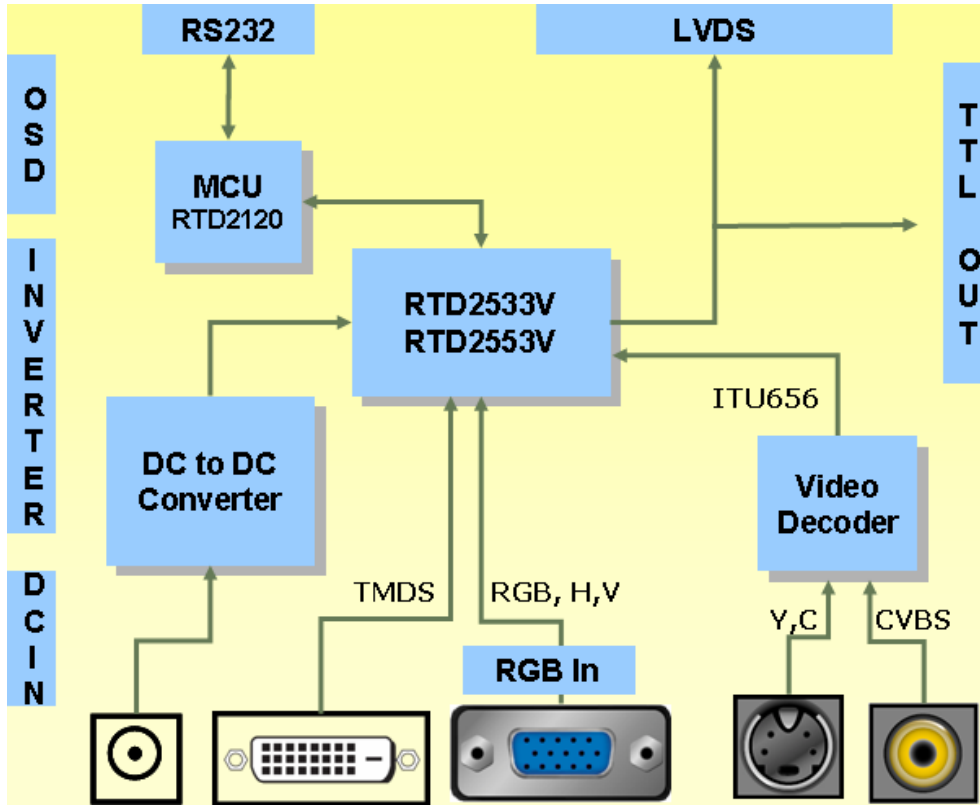 RS232
LVDS
OSD
TTL OUT
MCU
RTD2120
INVERTER
RTD2533V
RTD2553V
ITU656
DC to DC
Converter
Video
Decoder
DCIN
TMDS
RGB, H,V
Y,C
CVBS
RGB In